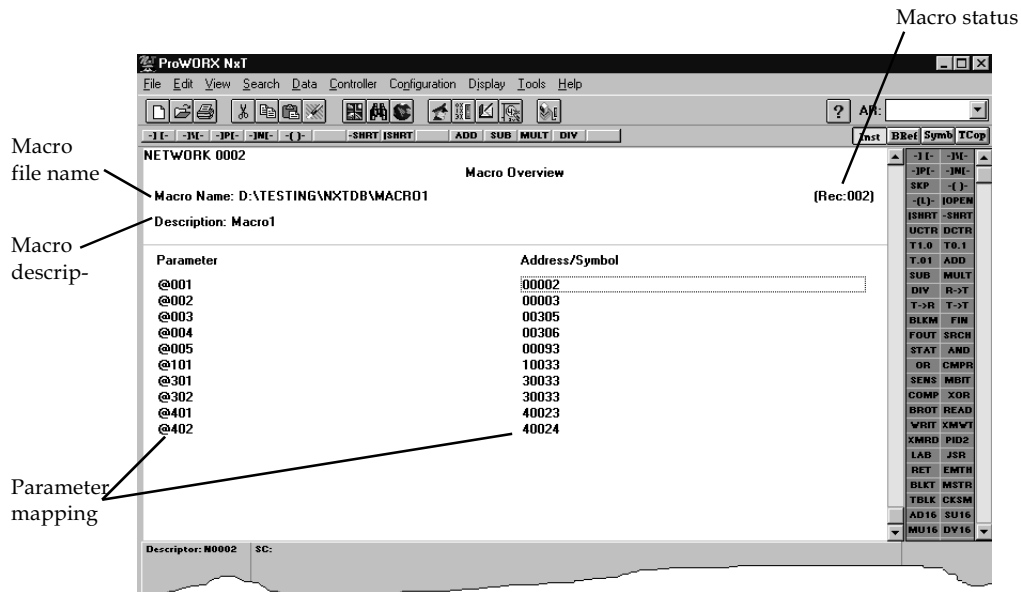 Macro status
ProWORX NxT
File Edit View Search Data Controller Configuration Display Tools Help
? AR:
-] [- -]\[- -]P[- -]N[- -( )- -SHRT |SHRT ADD SUB MULT DIV
Inst BRef Symb TCop
Macro
file name
NETWORK 0002
Macro Overview
Macro Name: D:\TESTING\NXTDB\MACRO1
(Rec:002)
Description: Macro1
Macro
descrip-
Parameter Address/Symbol
@001 00002
@002 00003
@003 00305
@004 00306
@005 00093
@101 10033
@301 30033
@302 30033
@401 40023
@402 40024
Parameter
mapping
-] [- -]\[-
-]P[- -]N[-
SKP -( )-
-(L)- |OPEN
|SHRT -SHRT
UCTR DCTR
T1.0 T0.1
T.01 ADD
SUB MULT
DIV R->T
T->R T->T
BLKM FIN
FOUT SRCH
STAT AND
OR CMPR
SENS MBIT
COMP XOR
BROT READ
WRIT XMWT
XMRD PID2
LAB JSR
RET EMTH
BLKT MSTR
TBLK CKSM
AD16 SU16
MU16 DV16
Descriptor: N0002 SC: